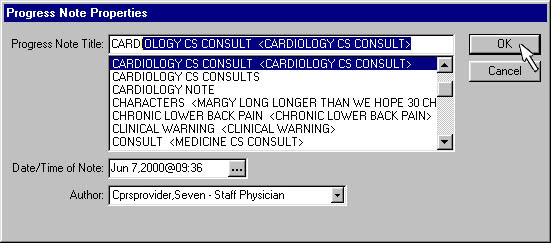 Progress Note Properties
Progress Note Title: CARDIOLOGY CS CONSULT <CARDIOLOGY CS CONSULT>
OK
CARDIOLOGY CS CONSULT <CARDIOLOGY CS CONSULT>
Cancel
CARDIOLOGY CS CONSULTS
CARDIOLOGY NOTE
CHARACTERS <MARGY LONG LONGER THAN WE HOPE 30 CH
CHRONIC LOWER BACK PAIN <CHRONIC LOWER BACK PAIN>
CLINICAL WARNING <CLINICAL WARNING>
CONSULT <MEDICINE CS CONSULT>
Date/Time of Note: Jun 7,2000@09:36 ...
Author: Cprsprovider,Seven - Staff Physician